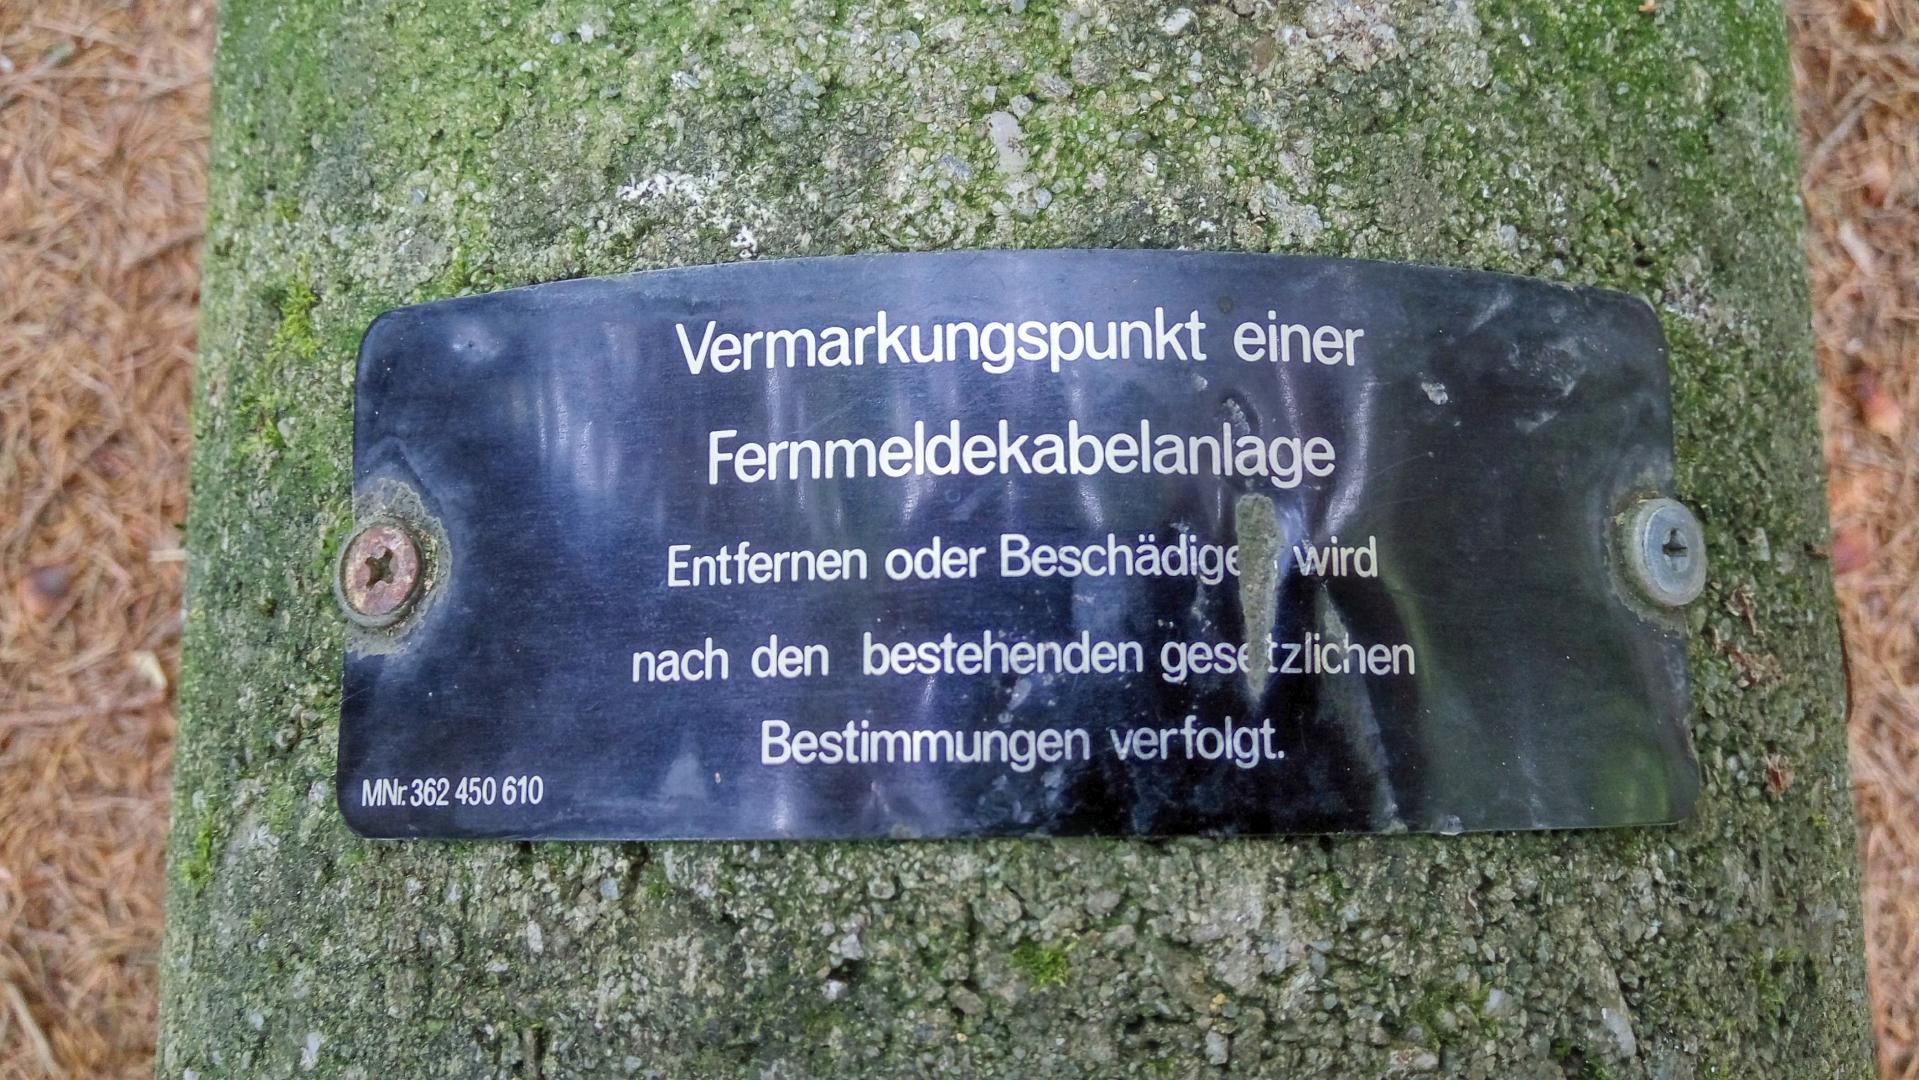 Vermarkungspunkt einer
Fernmeldekabelanlage
Entfernen oder Beschädigen wird
nach den bestehenden gesetzlichen
Bestimmungen verfolgt.
MNr. 362 450 610